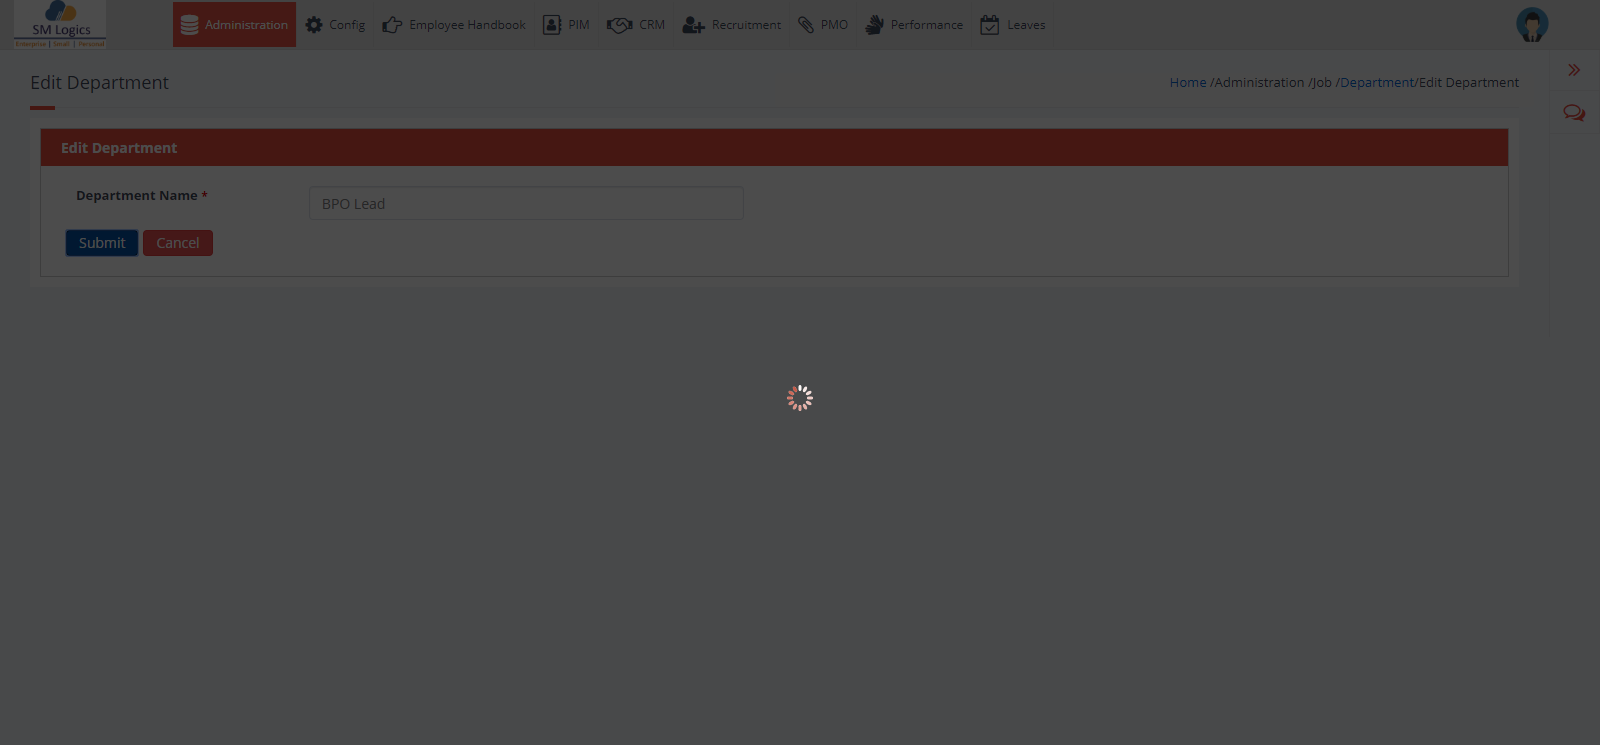 SM Logics
Enterprise | Small | Personal
Administration Config Employee Handbook PIM CRM Recruitment PMO Performance Leaves
Edit Department
Home /Administration /Job /Department/Edit Department
Edit Department
Department Name *
BPO Lead
Submit Cancel